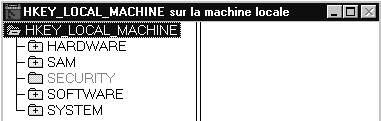 HKEY_LOCAL_MACHINE sur la machine locale
HKEY_LOCAL_MACHINE
HARDWARE
SAM
SECURITY
SOFTWARE
SYSTEM